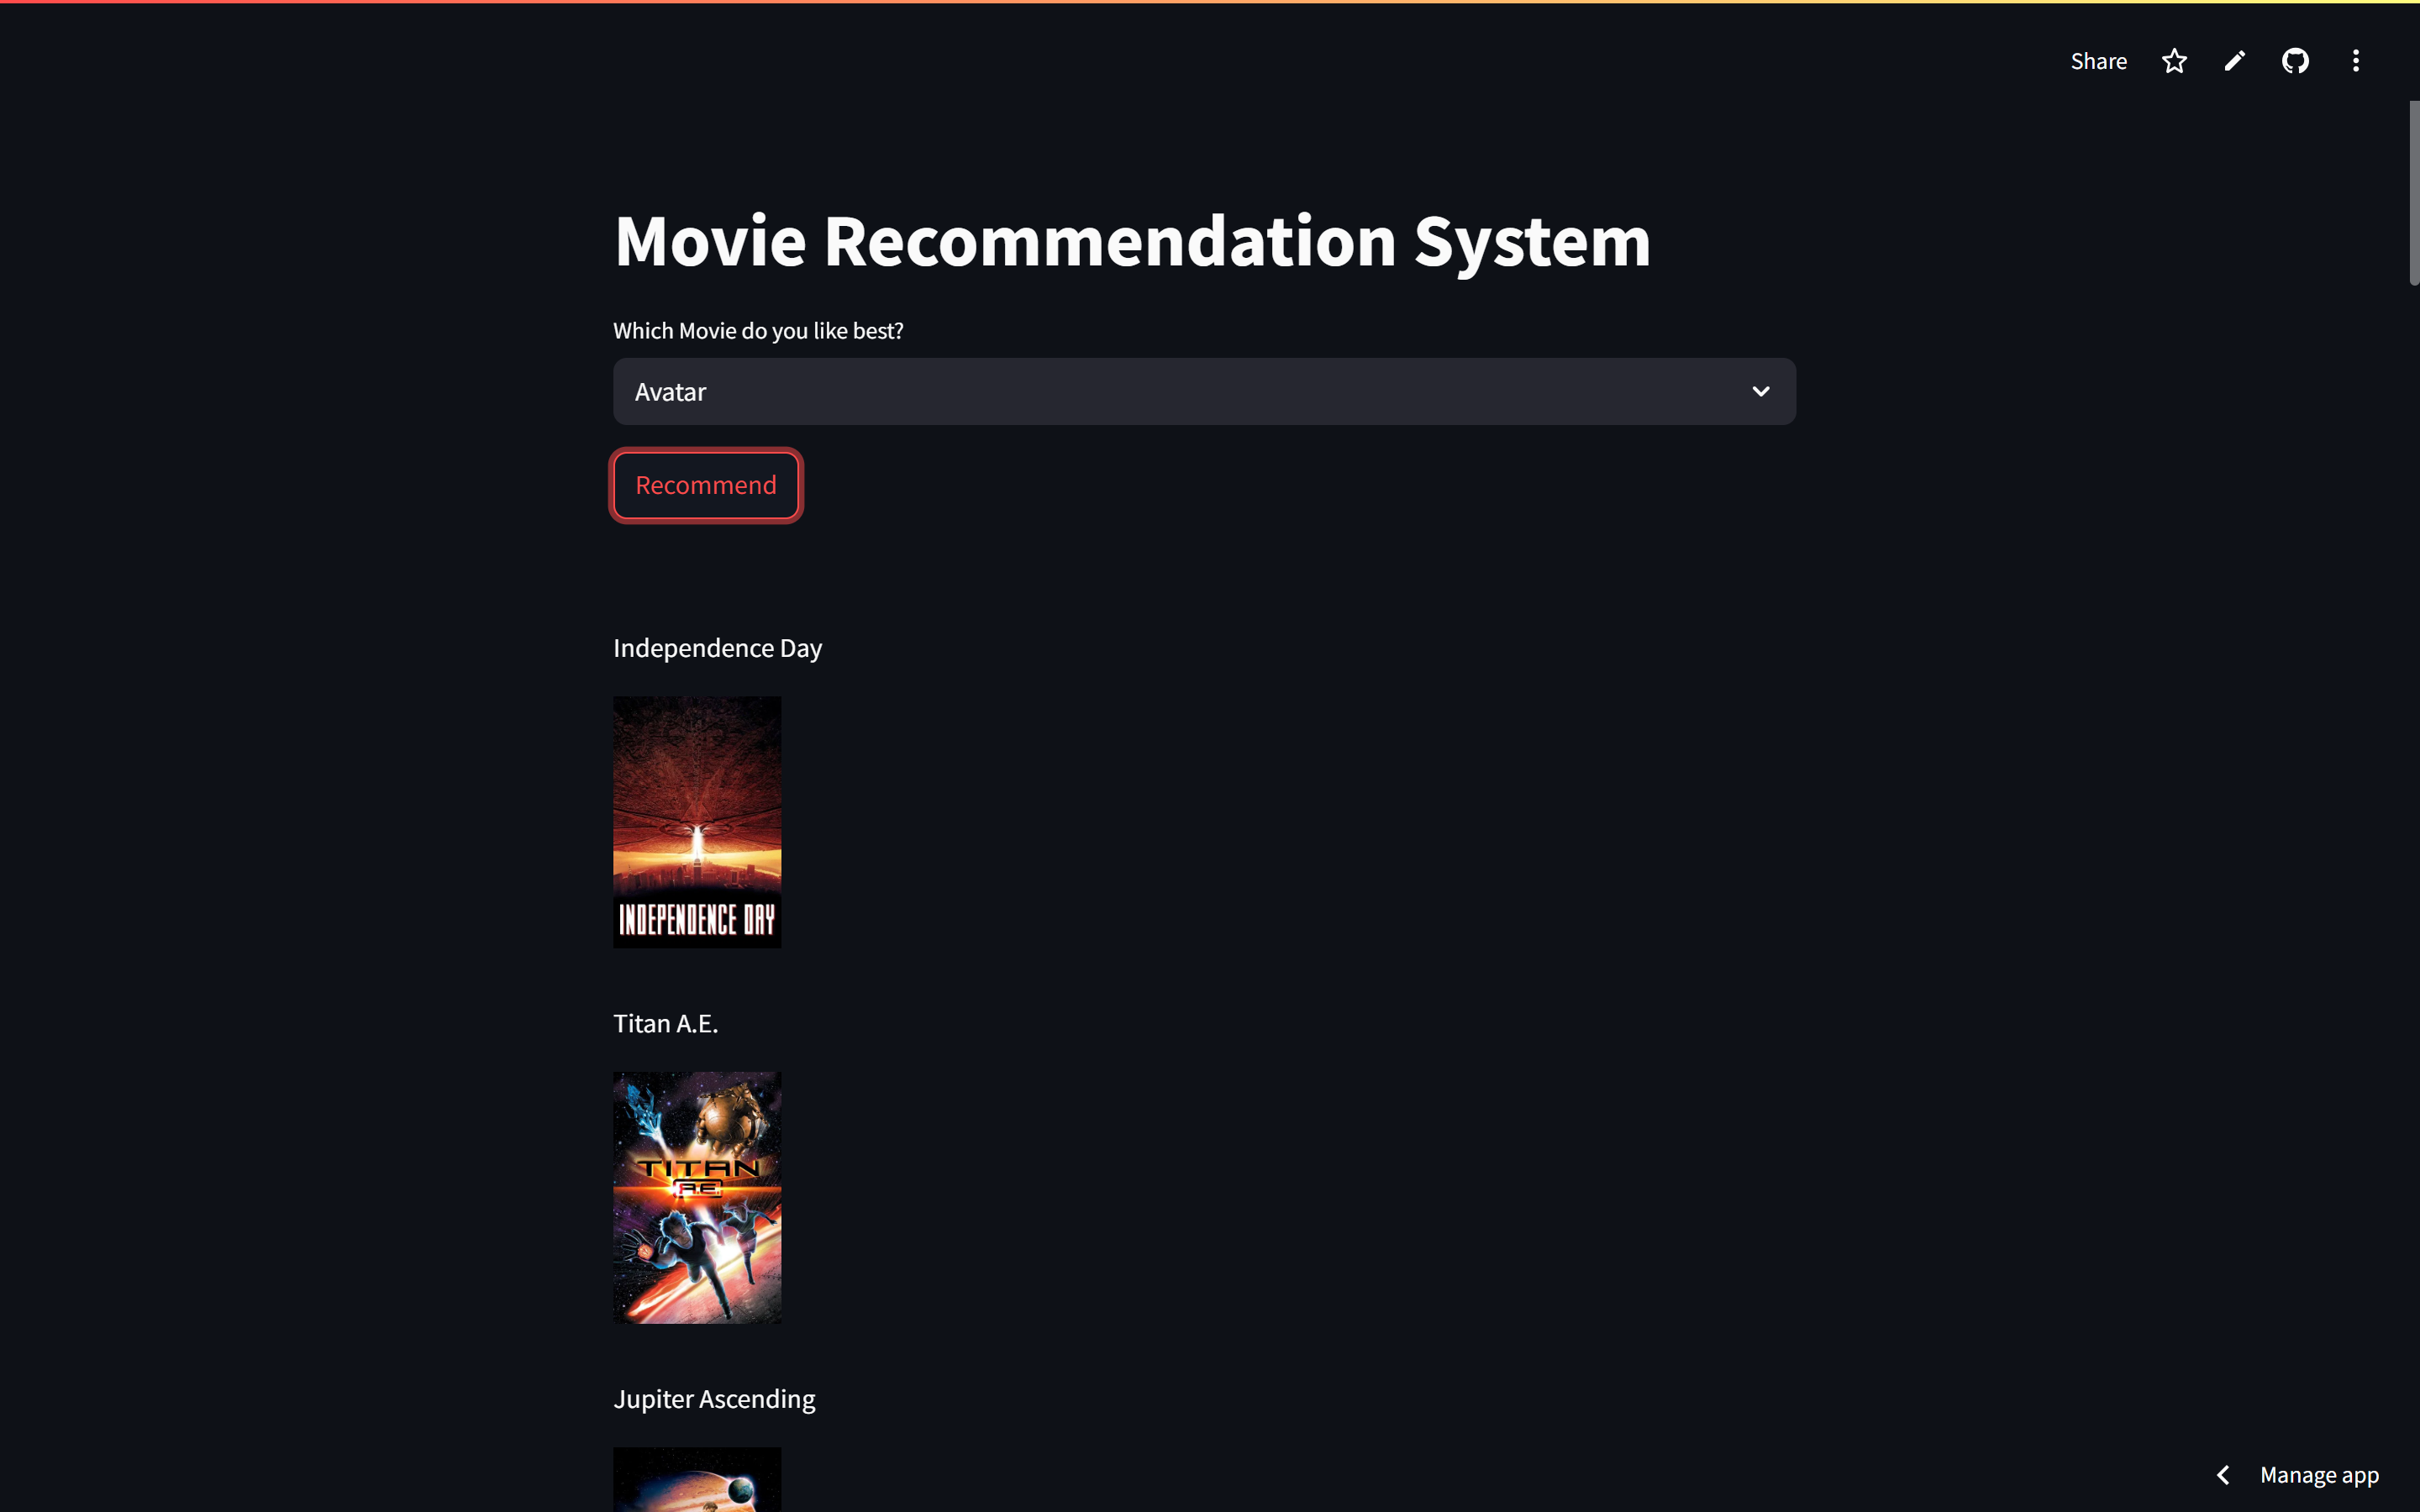 Share
Movie Recommendation System
Which Movie do you like best?
Avatar
Recommend
Independence Day
INDEPENDENCE DAY
Titan A.E.
TITAN
A.E.
Jupiter Ascending
Manage app